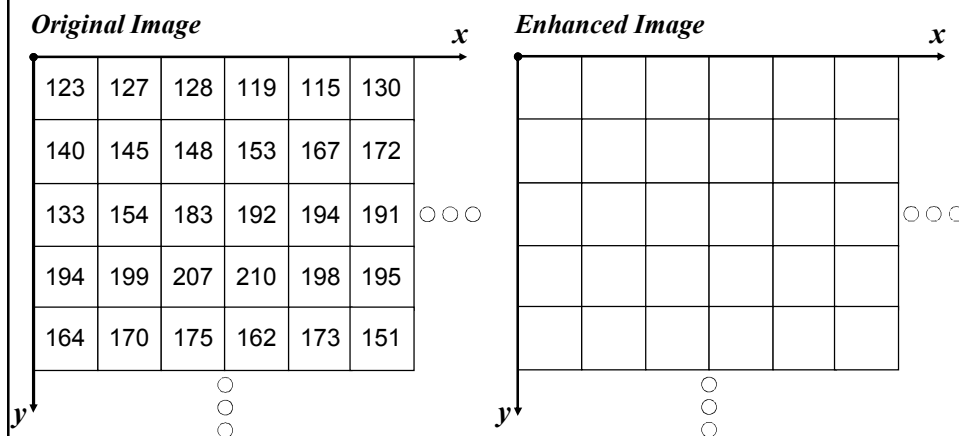 Original Image
x
123 127 128 119 115 130
140 145 148 153 167 172
133 154 183 192 194 191
194 199 207 210 198 195
164 170 175 162 173 151
y
Enhanced Image
x
y